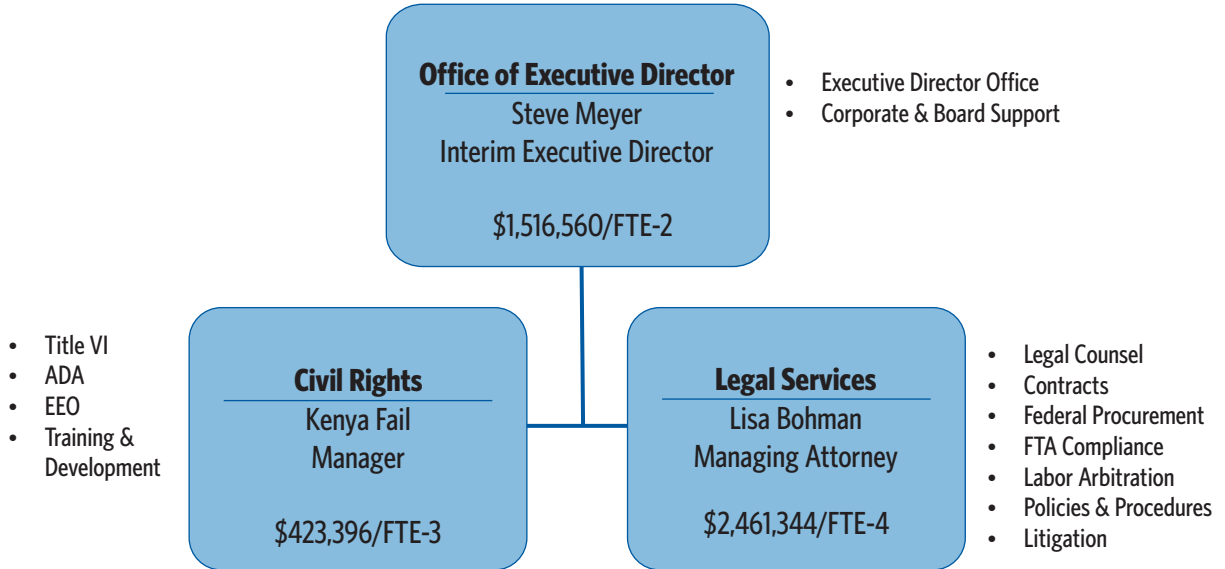 Office of Executive Director
Steve Meyer
Interim Executive Director
$1,516,560/FTE-2
• Executive Director Office
• Corporate & Board Support
• Title VI
• ADA
• EEO
• Training &
Development
Civil Rights
Kenya Fail
Manager
$423,396/FTE-3
Legal Services
Lisa Bohman
Managing Attorney
$2,461,344/FTE-4
• Legal Counsel
• Contracts
• Federal Procurement
• FTA Compliance
• Labor Arbitration
• Policies & Procedures
• Litigation